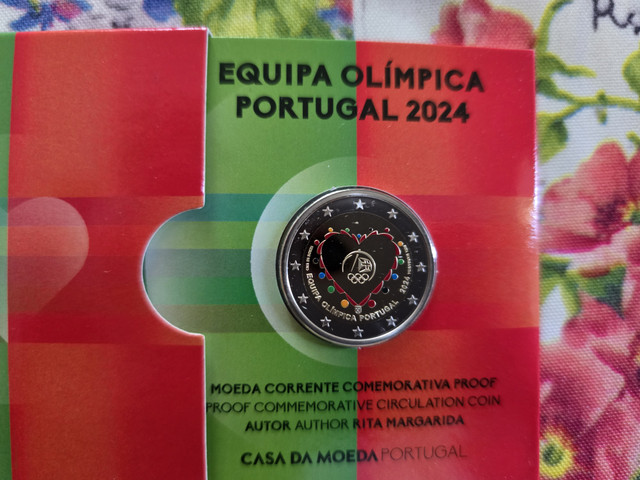 EQUIPA OLÍMPICA
PORTUGAL 2024
EQUIPA OLÍMPICA PORTUGAL 2024
MOEDA CORRENTE COMEMORATIVA PROOF
PROOF COMMEMORATIVE CIRCULATION COIN
AUTOR AUTHOR RITA MARGARIDA
CASA DA MOEDA PORTUGAL